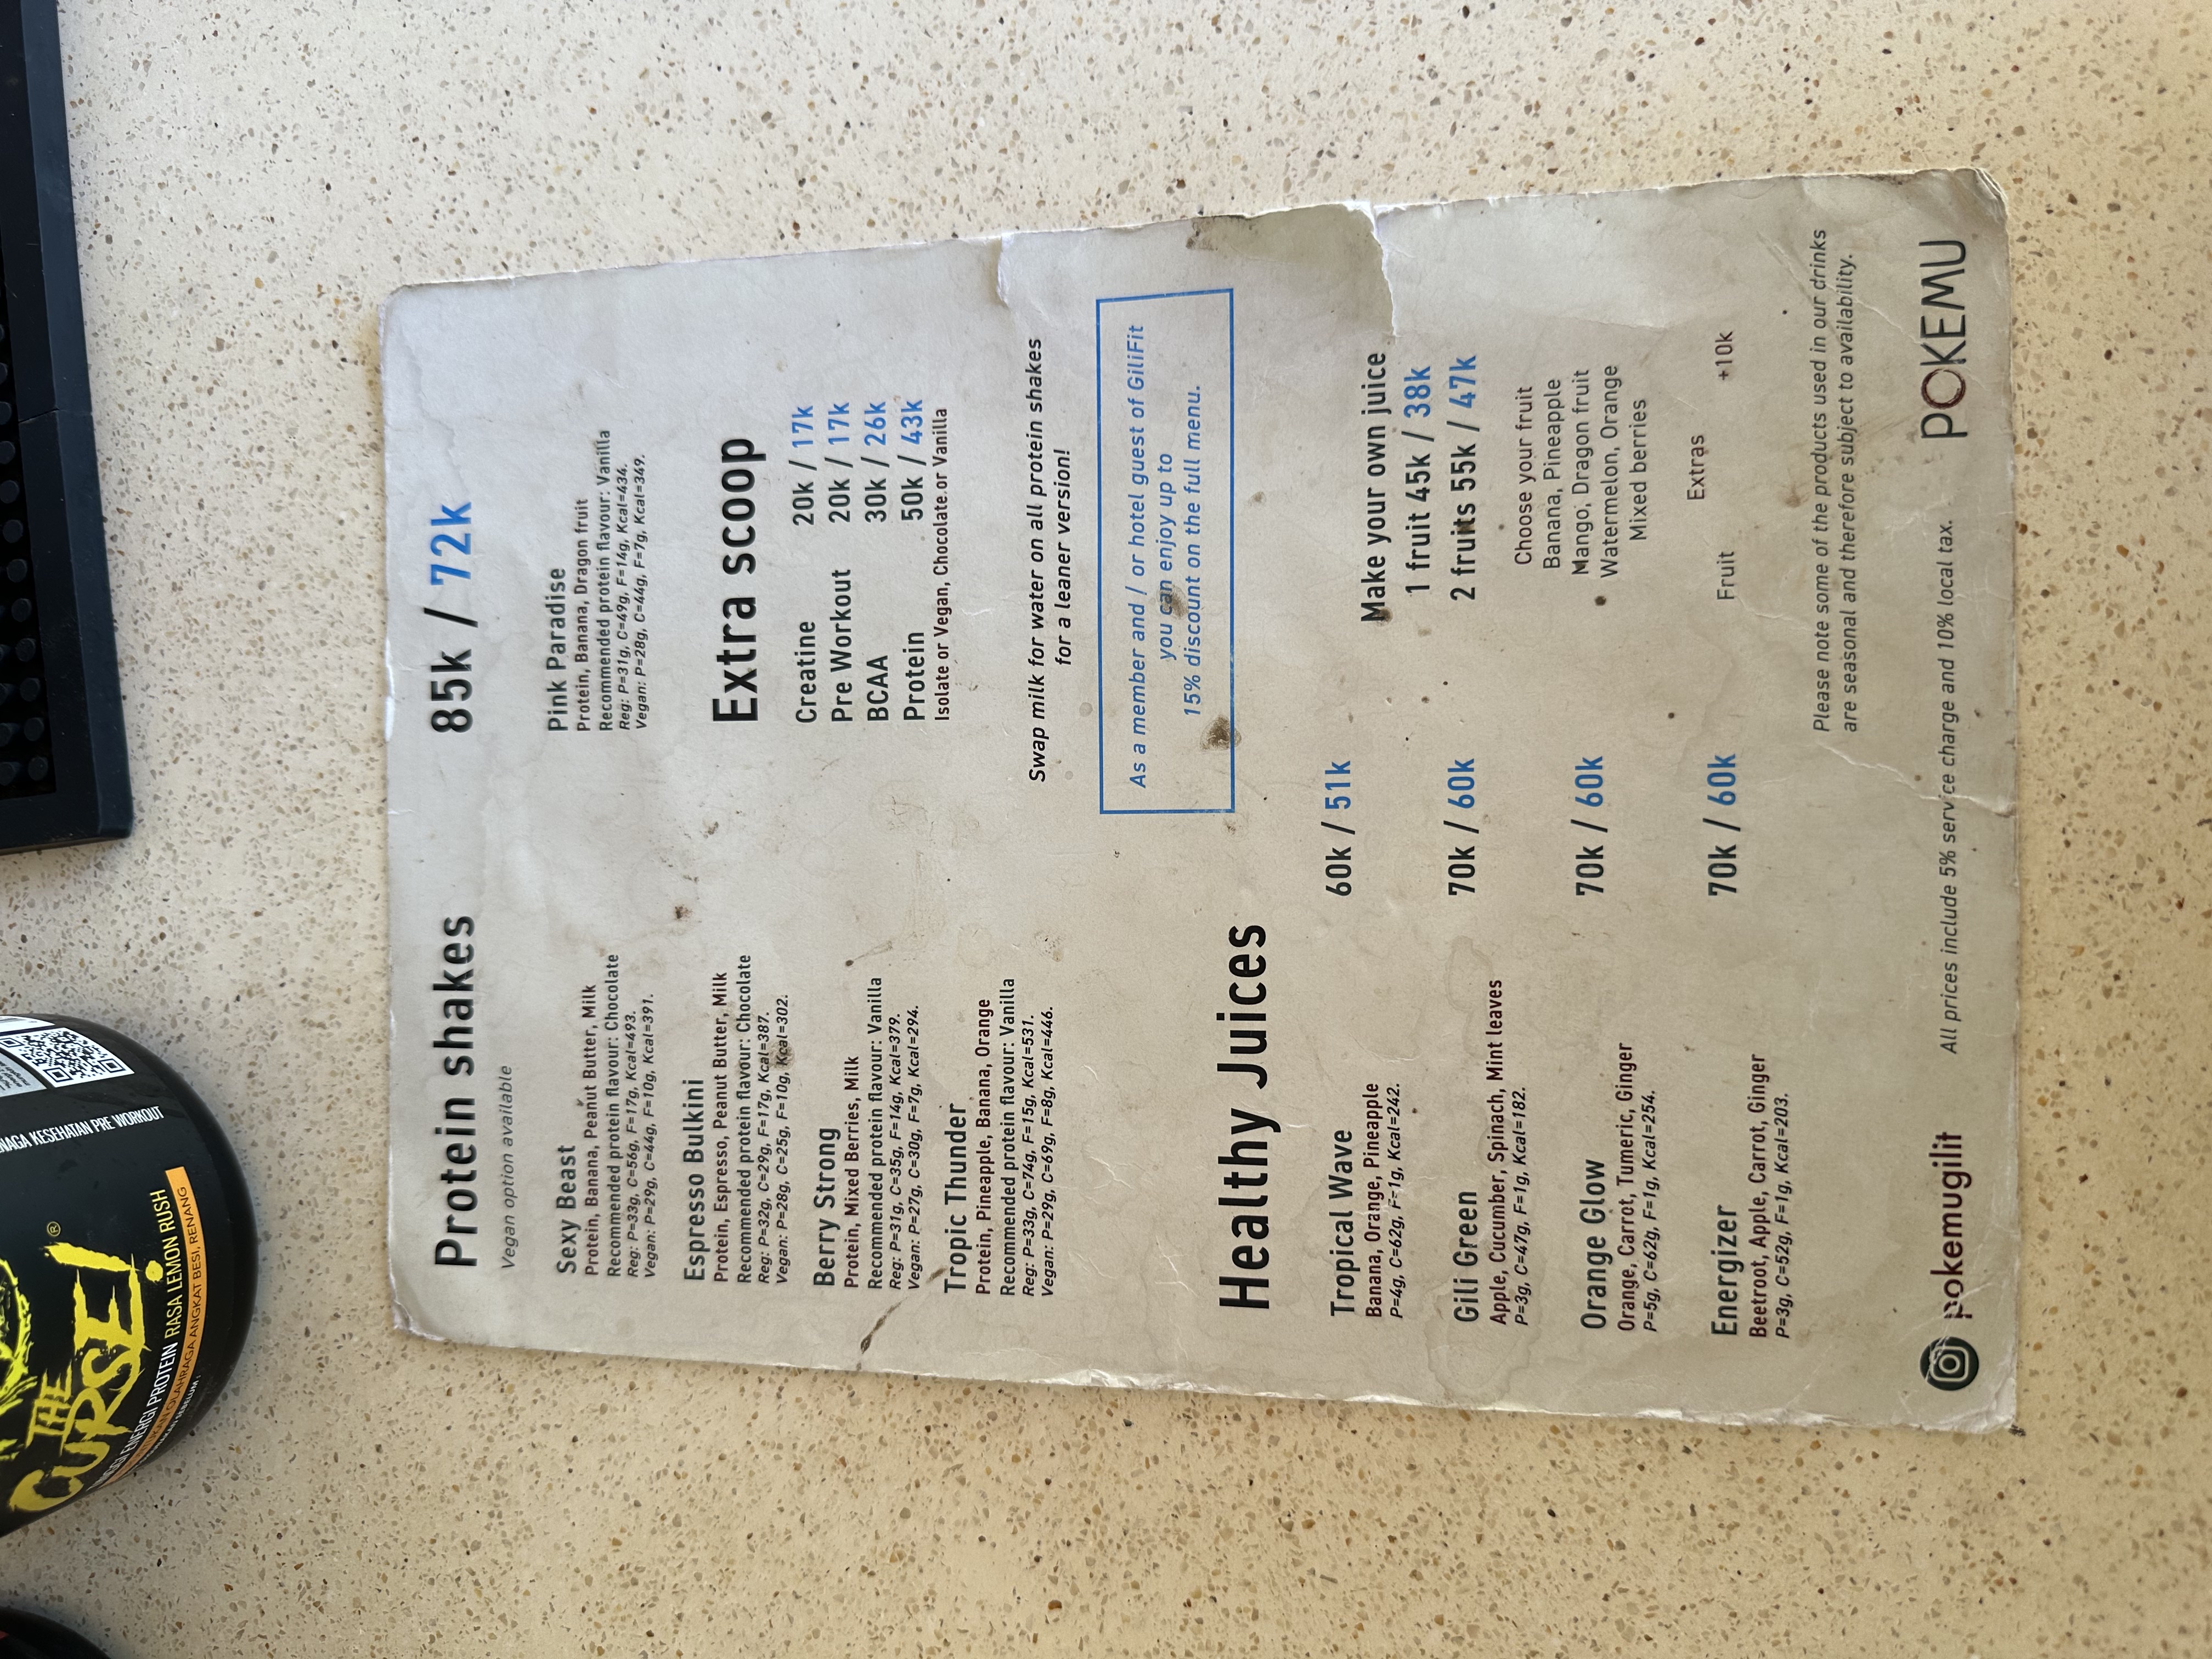 Protein shakes 85k / 72k
Vegan option available
Sexy Beast
Protein, Banana, Peanut Butter, Milk
Recommended protein flavour: Chocolate
Reg: P=33g, C=56g, F=17g, Kcal=493.
Vegan: P=29g, C=44g, F=10g, Kcal=391.
Espresso Bulkini
Protein, Espresso, Peanut Butter, Milk
Recommended protein flavour: Chocolate
Reg: P=32g, C=29g, F=17g, Kcal=387.
Vegan: P=28g, C=25g, F=10g, Kcal=302.
Berry Strong
Protein, Mixed Berries, Milk
Recommended protein flavour: Vanilla
Reg: P=31g, C=35g, F=14g, Kcal=379.
Vegan: P=27g, C=30g, F=7g, Kcal=294.
Tropic Thunder
Protein, Pineapple, Banana, Orange
Recommended protein flavour: Vanilla
Reg: P=33g, C=74g, F=15g, Kcal=531.
Vegan: P=29g, C=69g, F=8g, Kcal=446.
Pink Paradise
Protein, Banana, Dragon fruit
Recommended protein flavour: Vanilla
Reg: P=31g, C=49g, F=14g, Kcal=434.
Vegan: P=28g, C=44g, F=7g, Kcal=349.
Extra scoop
Creatine 20k / 17k
Pre Workout 20k / 17k
BCAA 30k / 26k
Protein 50k / 43k
Isolate or Vegan, Chocolate or Vanilla
Swap milk for water on all protein shakes
for a leaner version!
As a member and / or hotel guest of GiliFit
you can enjoy up to
15% discount on the full menu.
Healthy Juices
Tropical Wave 60k / 51k
Banana, Orange, Pineapple
P=4g, C=62g, F=1g, Kcal=242.
Gili Green 70k / 60k
Apple, Cucumber, Spinach, Mint leaves
P=3g, C=47g, F=1g, Kcal=182.
Orange Glow 70k / 60k
Orange, Carrot, Tumeric, Ginger
P=5g, C=62g, F=1g, Kcal=254.
Energizer 70k / 60k
Beetroot, Apple, Carrot, Ginger
P=3g, C=52g, F=1g, Kcal=203.
Make your own juice
1 fruit 45k / 38k
2 fruits 55k / 47k
Choose your fruit
Banana, Pineapple
Mango, Dragon fruit
Watermelon, Orange
Mixed berries
Extras
Fruit +10k
Please note some of the products used in our drinks
are seasonal and therefore subject to availability.
pokemugilit
All prices include 5% service charge and 10% local tax.
POKEMU
NAGA KESEHATAN PRE WORKOUT
THE
CURSE!®
ENERGI PROTEIN RASA LEMON RUSH
OLAHRAGA ANGKAT BESI, RENANG